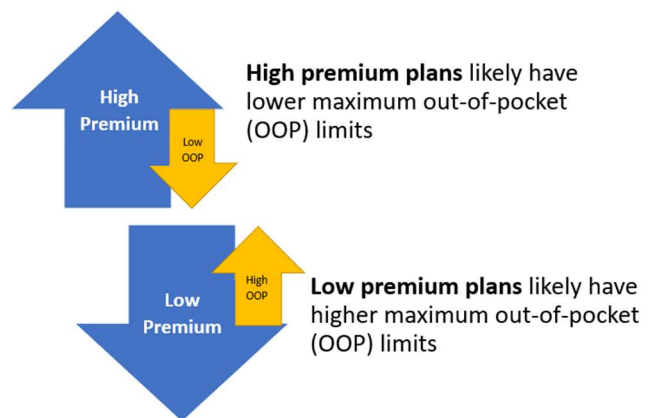 High
Premium
Low
OOP
High premium plans likely have
lower maximum out-of-pocket
(OOP) limits
Low
Premium
High
OOP
Low premium plans likely have
higher maximum out-of-pocket
(OOP) limits